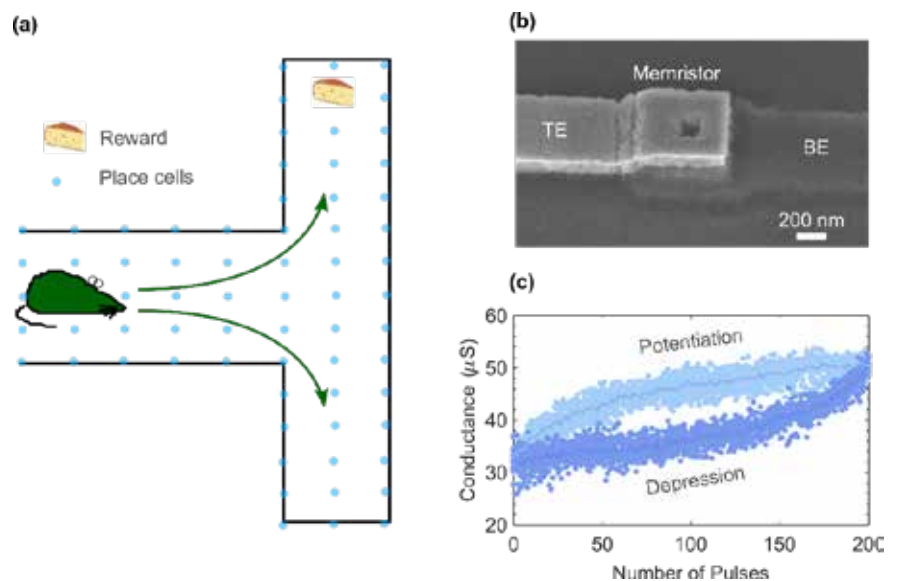 (a)
Reward
Place cells
(b)
Memristor
TE
BE
200 nm
(c)
60
50
40
30
20
Conductance (μS)
Potentiation
Depression
0
50
100
150
200
Number of Pulses